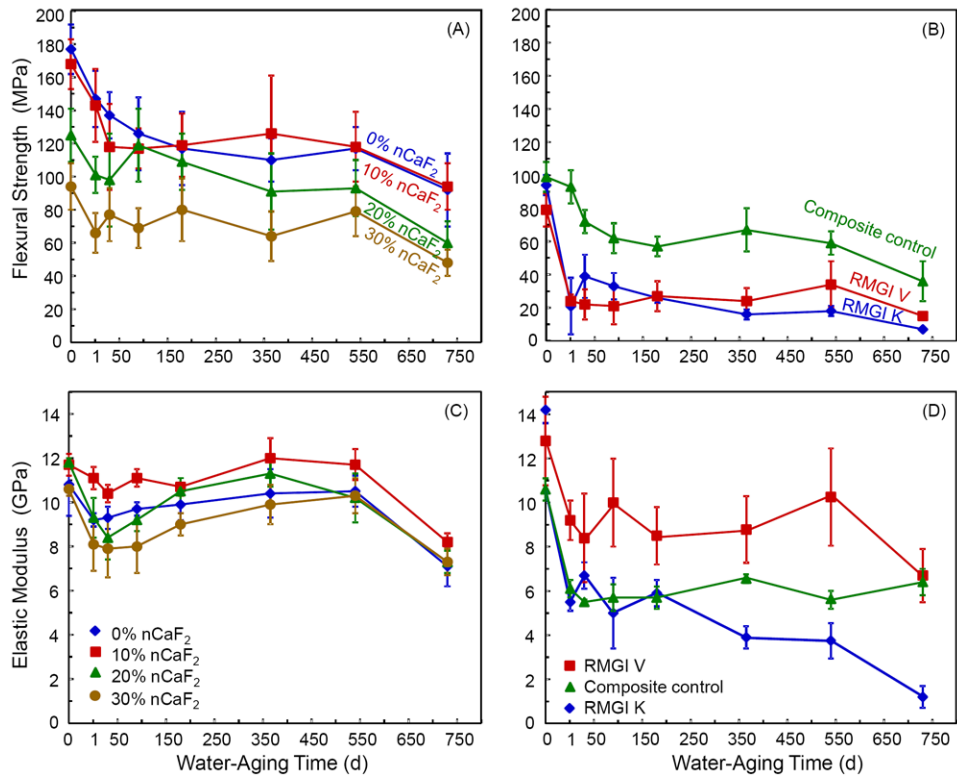 (A)
Flexural Strength (MPa)
200
180
160
140
120
100
80
60
40
20
0
0% nCaF₂
10% nCaF₂
20% nCaF₂
30% nCaF₂
0 1 50 150 250 350 450 550 650 750
(B)
200
180
160
140
120
100
80
60
40
20
0
Composite control
RMGI V
RMGI K
0 1 50 150 250 350 450 550 650 750
(C)
Elastic Modulus (GPa)
14
12
10
8
6
4
2
0
0% nCaF₂
10% nCaF₂
20% nCaF₂
30% nCaF₂
0 1 50 150 250 350 450 550 650 750
Water-Aging Time (d)
(D)
14
12
10
8
6
4
2
0
RMGI V
Composite control
RMGI K
0 1 50 150 250 350 450 550 650 750
Water-Aging Time (d)